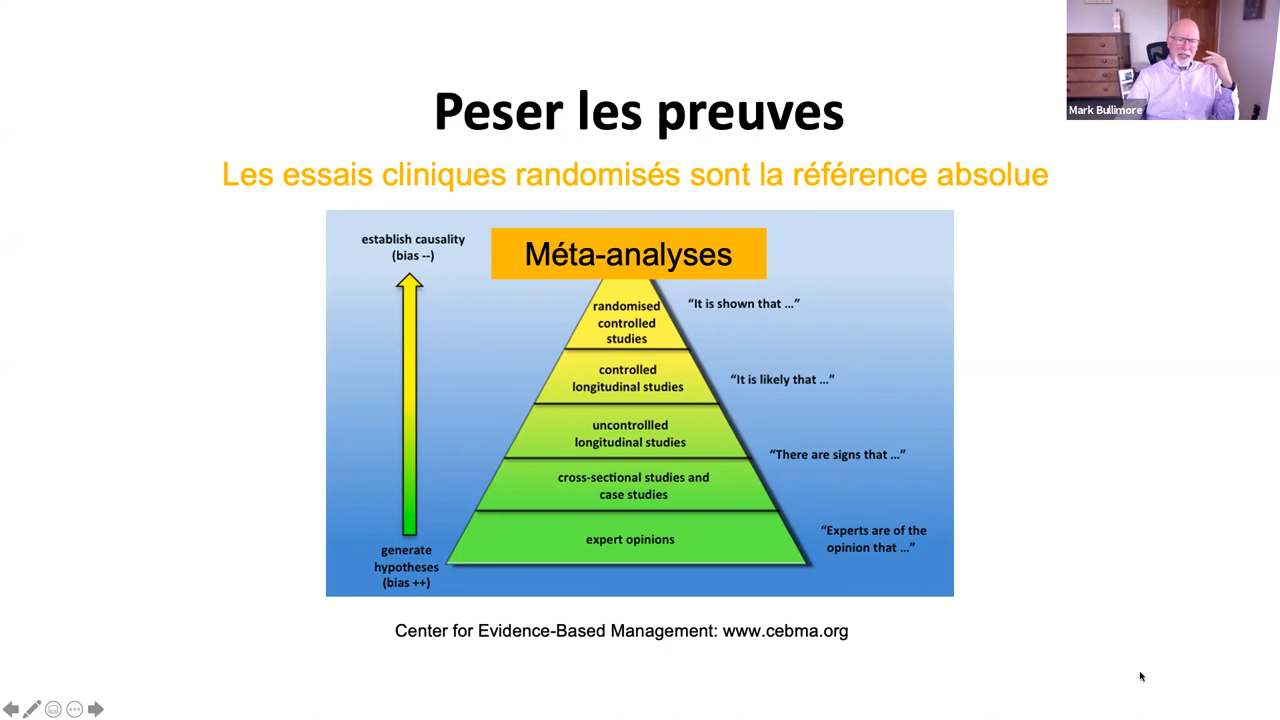 Mark Bullimore
Peser les preuves
Les essais cliniques randomisés sont la référence absolue
establish causality
(bias --)
Méta-analyses
randomised
controlled
studies
“It is shown that ...”
controlled
longitudinal studies
“It is likely that ...”
uncontrollled
longitudinal studies
“There are signs that ...”
cross-sectional studies and
case studies
expert opinions
“Experts are of the
opinion that ...”
generate
hypotheses
(bias ++)
Center for Evidence-Based Management: www.cebma.org